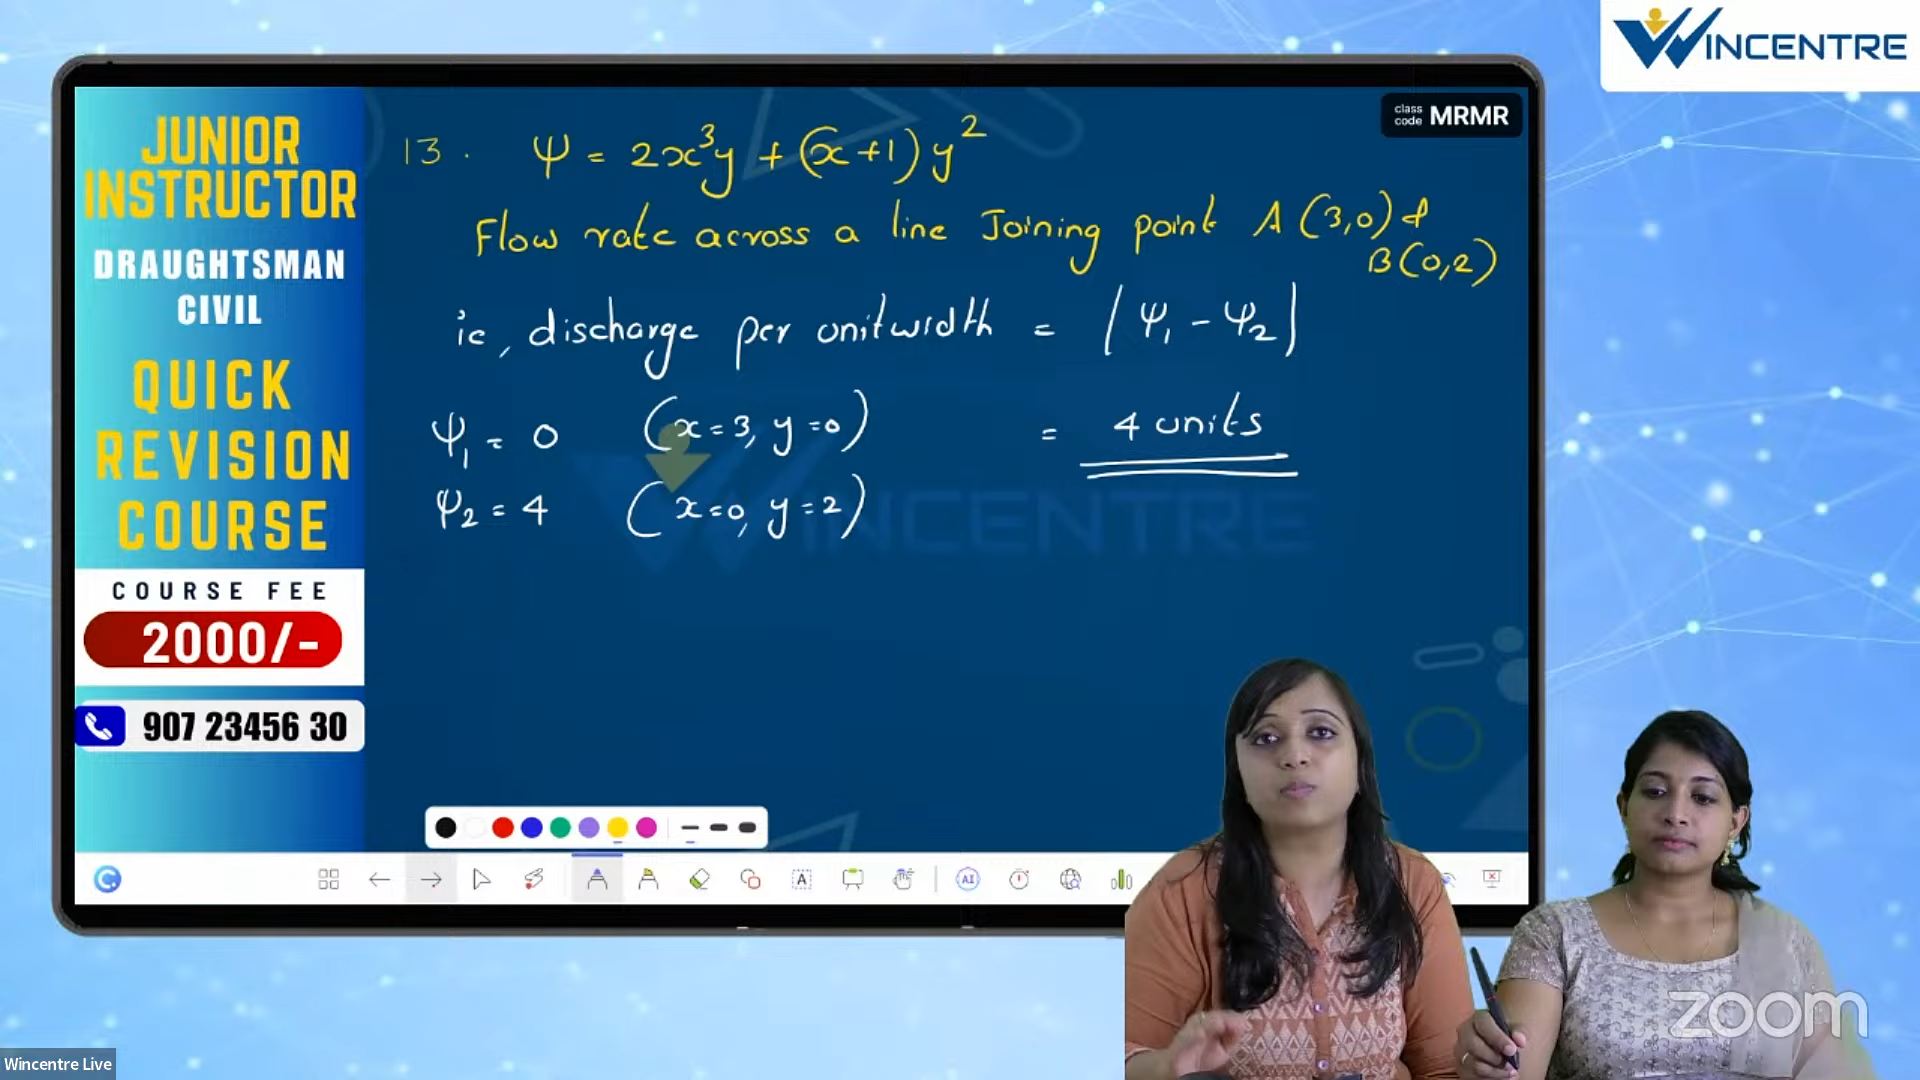 WINCENTRE
class code MRMR
JUNIOR
INSTRUCTOR
DRAUGHTSMAN
CIVIL
QUICK
REVISION
COURSE
COURSE FEE
2000/-
907 23456 30
13. ψ = 2x³y + (x+1) y²
Flow rate across a line Joining point A (3,0) &
B(0,2)
ie, discharge per unitwidth = |ψ₁ - ψ₂|
ψ₁ = 0 (x=3, y=0) = 4 units
ψ₂ = 4 (x=0, y=2)
WINCENTRE
A
AI
zoom
Wincentre Live